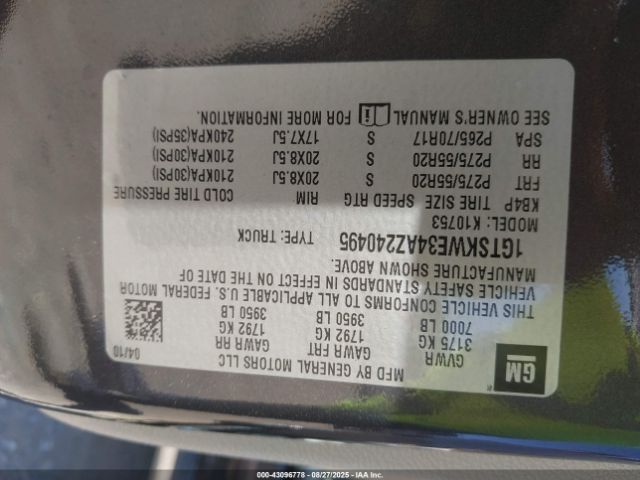 MFD BY GENERAL MOTORS LLC 04/10
GM
GVWR GAWR FRT GAWR RR
3175 KG 1792 KG 1792 KG
7000 LB 3950 LB 3950 LB
THIS VEHICLE CONFORMS TO ALL APPLICABLE U.S. FEDERAL MOTOR
VEHICLE SAFETY STANDARDS IN EFFECT ON THE DATE OF
MANUFACTURE SHOWN ABOVE.
1GTSKWE34AZ240495 TYPE: TRUCK
MODEL: K10753
KB4P TIRE SIZE SPEED RTG RIM COLD TIRE PRESSURE
FRT P275/55R20 S 20X8.5J 210KPA(30PSI)
RR P275/55R20 S 20X8.5J 210KPA(30PSI)
SPA P265/70R17 S 17X7.5J 240KPA(35PSI)
SEE OWNER'S MANUAL FOR MORE INFORMATION.
000-43096778 - 08/27/2025 - COPYRIGHT IAA, LLC.